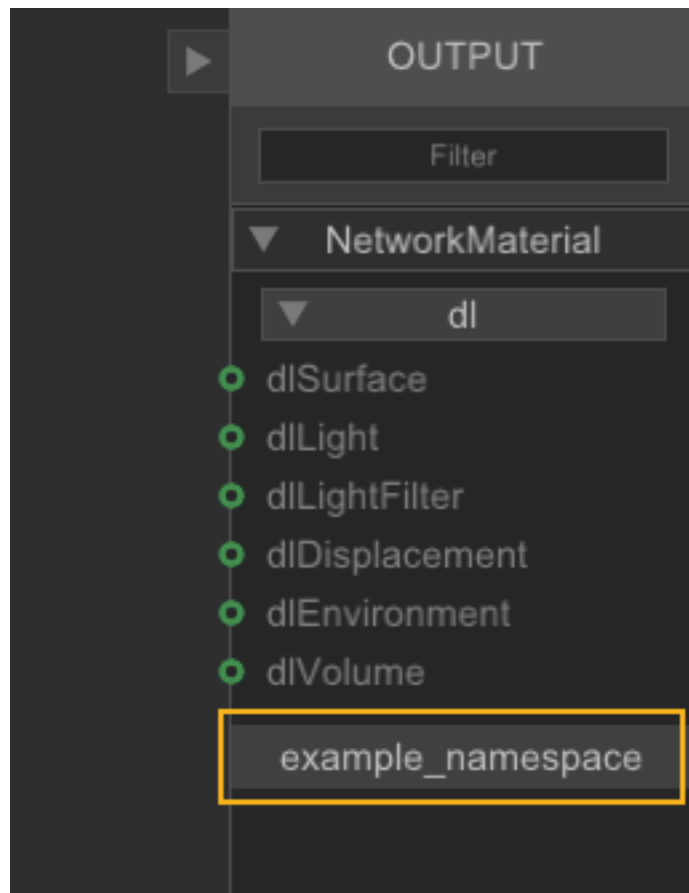 OUTPUT
Filter
NetworkMaterial
dl
dlSurface
dlLight
dlLightFilter
dlDisplacement
dlEnvironment
dlVolume
example_namespace